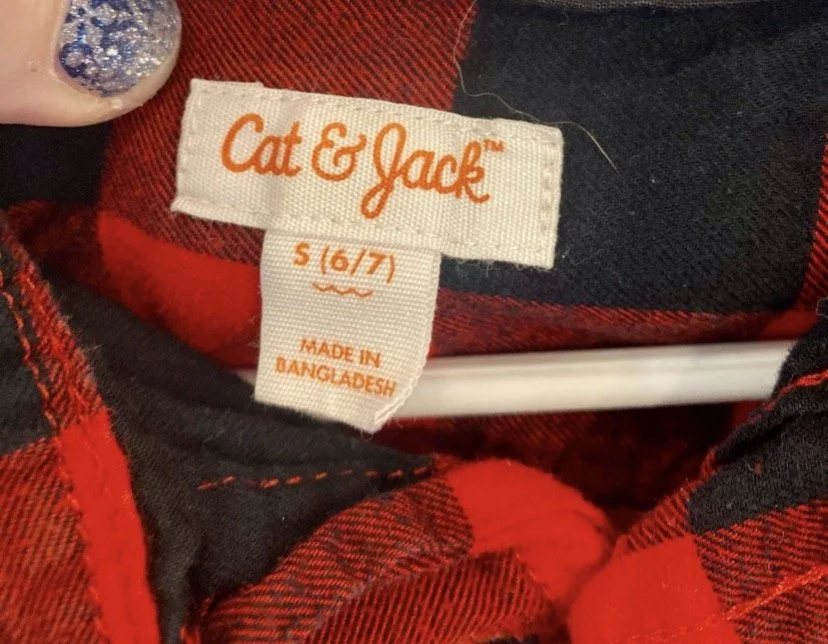 Cat & Jack™
S (6/7)
MADE IN
BANGLADESH